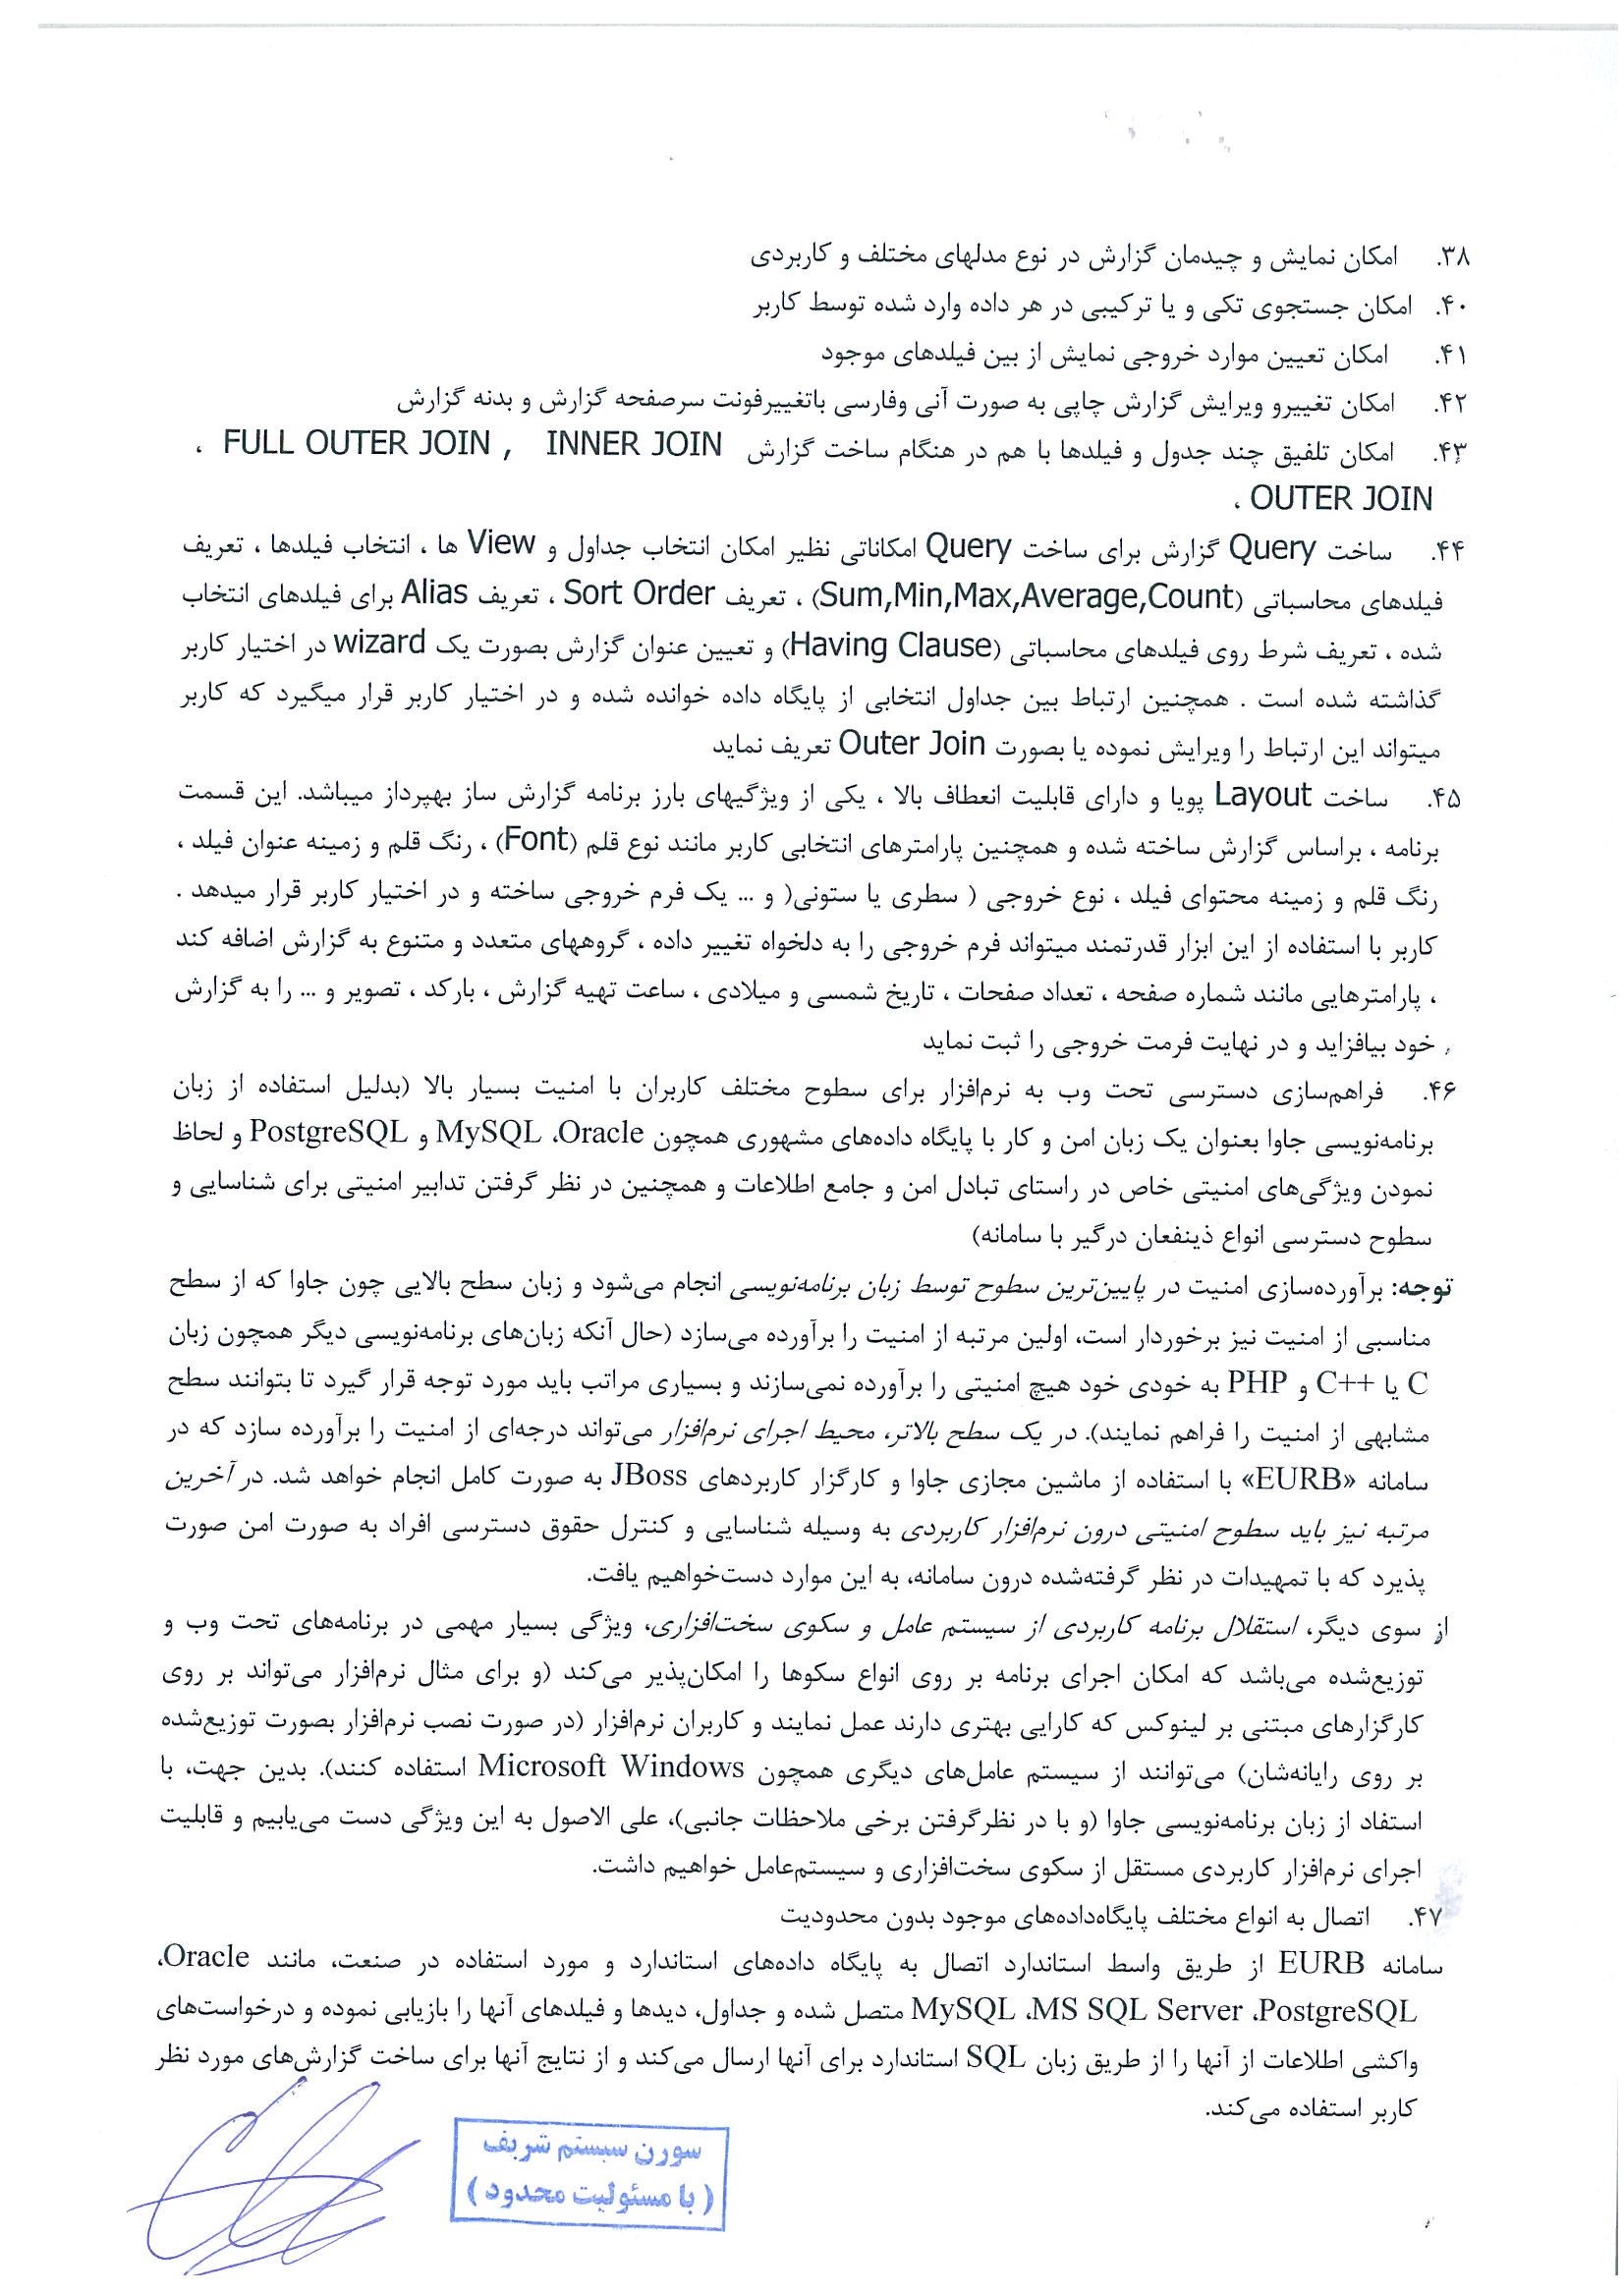 ۳۸. امکان نمایش و چیدمان گزارش در نوع مدلهای مختلف و کاربردی
۴۰. امکان جستجوی تکی و یا ترکیبی در هر داده وارد شده توسط کاربر
۴۱. امکان تعیین موارد خروجی نمایش از بین فیلدهای موجود
۴۲. امکان تغییرو ویرایش گزارش چاپی به صورت آنی وفارسی باتغییرفونت سرصفحه گزارش و بدنه گزارش
۴۳. امکان تلفیق چند جدول و فیلدها با هم در هنگام ساخت گزارش FULL OUTER JOIN , INNER JOIN ،
OUTER JOIN ،
۴۴. ساخت Query گزارش برای ساخت Query امکاناتی نظیر امکان انتخاب جداول و View ها ، انتخاب فیلدها ، تعریف
فیلدهای محاسباتی (Sum,Min,Max,Average,Count) ، تعریف Sort Order ، تعریف Alias برای فیلدهای انتخاب
شده ، تعریف شرط روی فیلدهای محاسباتی (Having Clause) و تعیین عنوان گزارش بصورت یک wizard در اختیار کاربر
گذاشته شده است . همچنین ارتباط بین جداول انتخابی از پایگاه داده خوانده شده و در اختیار کاربر قرار میگیرد که کاربر
میتواند این ارتباط را ویرایش نموده یا بصورت Outer Join تعریف نماید
۴۵. ساخت Layout پویا و دارای قابلیت انعطاف بالا ، یکی از ویژگیهای بارز برنامه گزارش ساز بهپرداز میباشد. این قسمت
برنامه ، براساس گزارش ساخته شده و همچنین پارامترهای انتخابی کاربر مانند نوع قلم (Font) ، رنگ قلم و زمینه عنوان فیلد ،
رنگ قلم و زمینه محتوای فیلد ، نوع خروجی ( سطری یا ستونی( و ... یک فرم خروجی ساخته و در اختیار کاربر قرار میدهد .
کاربر با استفاده از این ابزار قدرتمند میتواند فرم خروجی را به دلخواه تغییر داده ، گروههای متعدد و متنوع به گزارش اضافه کند
، پارامترهایی مانند شماره صفحه ، تعداد صفحات ، تاریخ شمسی و میلادی ، ساعت تهیه گزارش ، بارکد ، تصویر و ... را به گزارش
خود بیافزاید و در نهایت فرمت خروجی را ثبت نماید
۴۶. فراهم‌سازی دسترسی تحت وب به نرم‌افزار برای سطوح مختلف کاربران با امنیت بسیار بالا (بدلیل استفاده از زبان
برنامه‌نویسی جاوا بعنوان یک زبان امن و کار با پایگاه داده‌های مشهوری همچون Oracle، MySQL و PostgreSQL و لحاظ
نمودن ویژگی‌های امنیتی خاص در راستای تبادل امن و جامع اطلاعات و همچنین در نظر گرفتن تدابیر امنیتی برای شناسایی و
سطوح دسترسی انواع ذینفعان درگیر با سامانه)
توجه: برآورده‌سازی امنیت در پایین‌ترین سطوح توسط زبان برنامه‌نویسی انجام می‌شود و زبان سطح بالایی چون جاوا که از سطح
مناسبی از امنیت نیز برخوردار است، اولین مرتبه از امنیت را برآورده می‌سازد (حال آنکه زبان‌های برنامه‌نویسی دیگر همچون زبان
C یا C++ و PHP به خودی خود هیچ امنیتی را برآورده نمی‌سازند و بسیاری مراتب باید مورد توجه قرار گیرد تا بتوانند سطح
مشابهی از امنیت را فراهم نمایند). در یک سطح بالاتر، محیط اجرای نرم‌افزار می‌تواند درجه‌ای از امنیت را برآورده سازد که در
سامانه «EURB» با استفاده از ماشین مجازی جاوا و کارگزار کاربردهای JBoss به صورت کامل انجام خواهد شد. در آخرین
مرتبه نیز باید سطوح امنیتی درون نرم‌افزار کاربردی به وسیله شناسایی و کنترل حقوق دسترسی افراد به صورت امن صورت
پذیرد که با تمهیدات در نظر گرفته‌شده درون سامانه، به این موارد دست‌خواهیم یافت.
از سوی دیگر، استقلال برنامه کاربردی از سیستم عامل و سکوی سخت‌افزاری، ویژگی بسیار مهمی در برنامه‌های تحت وب و
توزیع‌شده می‌باشد که امکان اجرای برنامه بر روی انواع سکوها را امکان‌پذیر می‌کند (و برای مثال نرم‌افزار می‌تواند بر روی
کارگزارهای مبتنی بر لینوکس که کارایی بهتری دارند عمل نمایند و کاربران نرم‌افزار (در صورت نصب نرم‌افزار بصورت توزیع‌شده
بر روی رایانه‌شان) می‌توانند از سیستم عامل‌های دیگری همچون Microsoft Windows استفاده کنند). بدین جهت، با
استفاد از زبان برنامه‌نویسی جاوا (و با در نظرگرفتن برخی ملاحظات جانبی)، علی الاصول به این ویژگی دست می‌یابیم و قابلیت
اجرای نرم‌افزار کاربردی مستقل از سکوی سخت‌افزاری و سیستم‌عامل خواهیم داشت.
۴۷. اتصال به انواع مختلف پایگاه‌داده‌های موجود بدون محدودیت
سامانه EURB از طریق واسط استاندارد اتصال به پایگاه داده‌های استاندارد و مورد استفاده در صنعت، مانند Oracle،
PostgreSQL، MS SQL Server، MySQL متصل شده و جداول، دیدها و فیلدهای آنها را بازیابی نموده و درخواست‌های
واکشی اطلاعات از آنها را از طریق زبان SQL استاندارد برای آنها ارسال می‌کند و از نتایج آنها برای ساخت گزارش‌های مورد نظر
کاربر استفاده می‌کند.
سورن سیستم شریف
( با مسئولیت محدود )